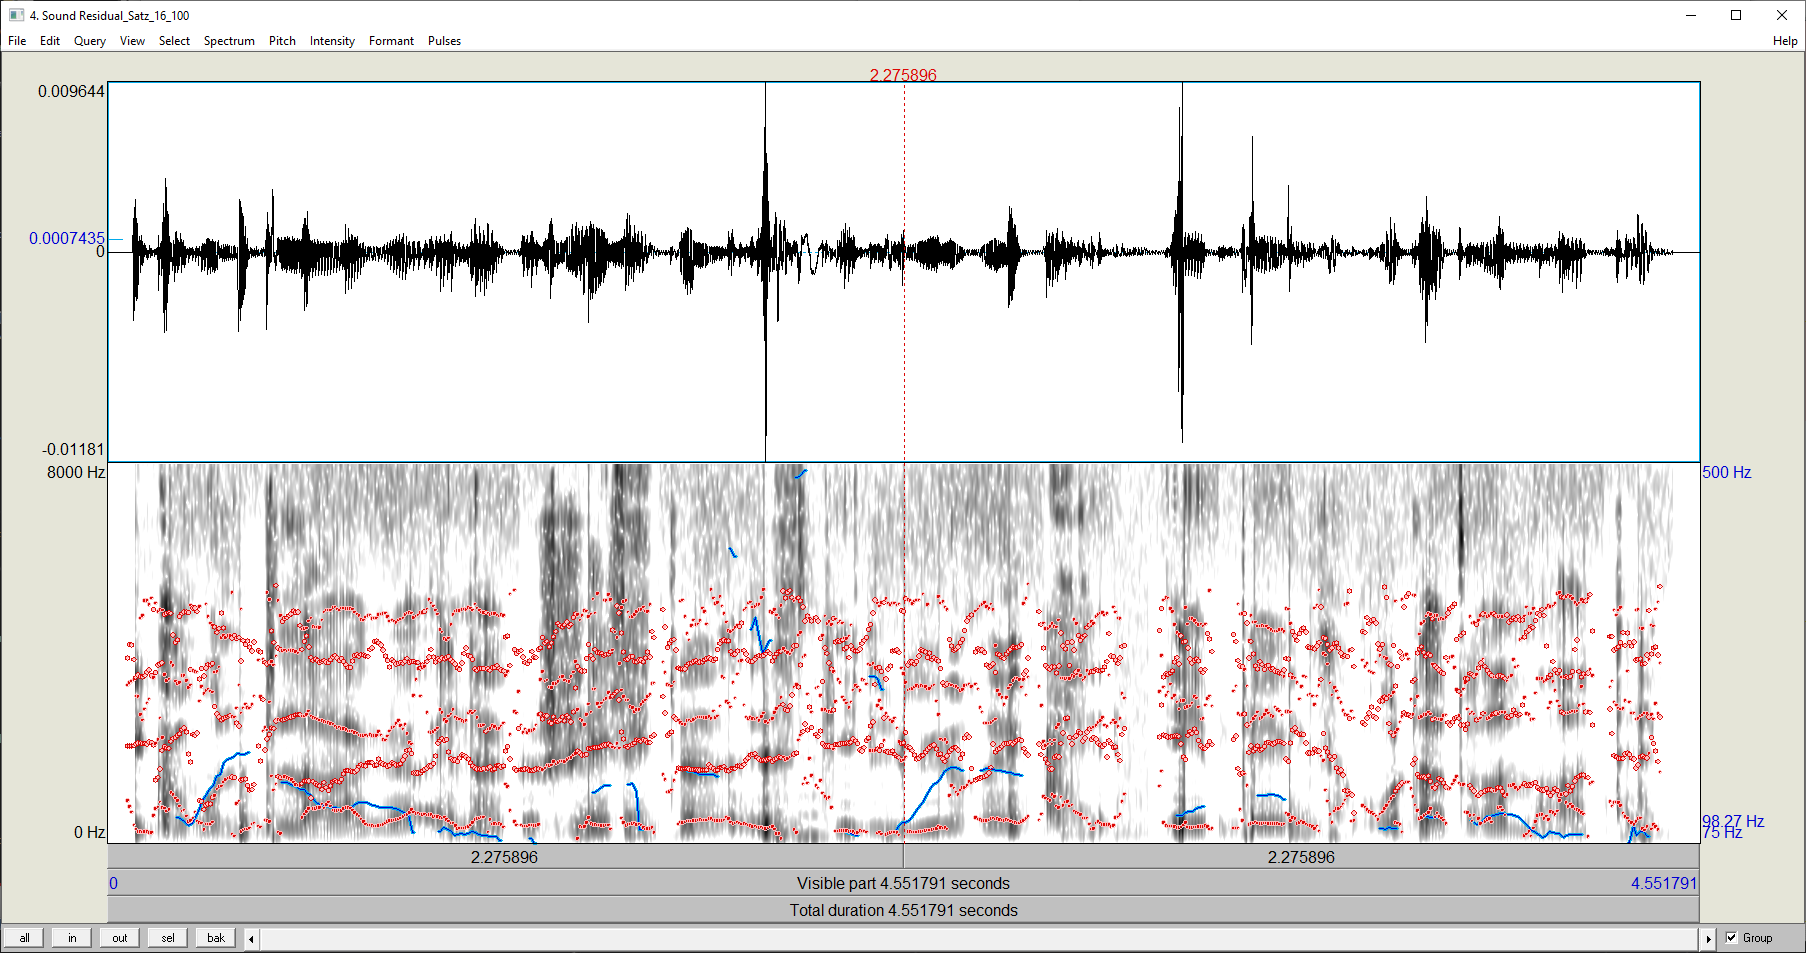 4. Sound Residual_Satz_16_100
File Edit Query View Select Spectrum Pitch Intensity Formant Pulses Help
2.275896
0.009644
0.0007435
0
-0.01181
8000 Hz 500 Hz
98.27 Hz
0 Hz 75 Hz
2.275896 2.275896
0 Visible part 4.551791 seconds 4.551791
Total duration 4.551791 seconds
all in out sel bak Group